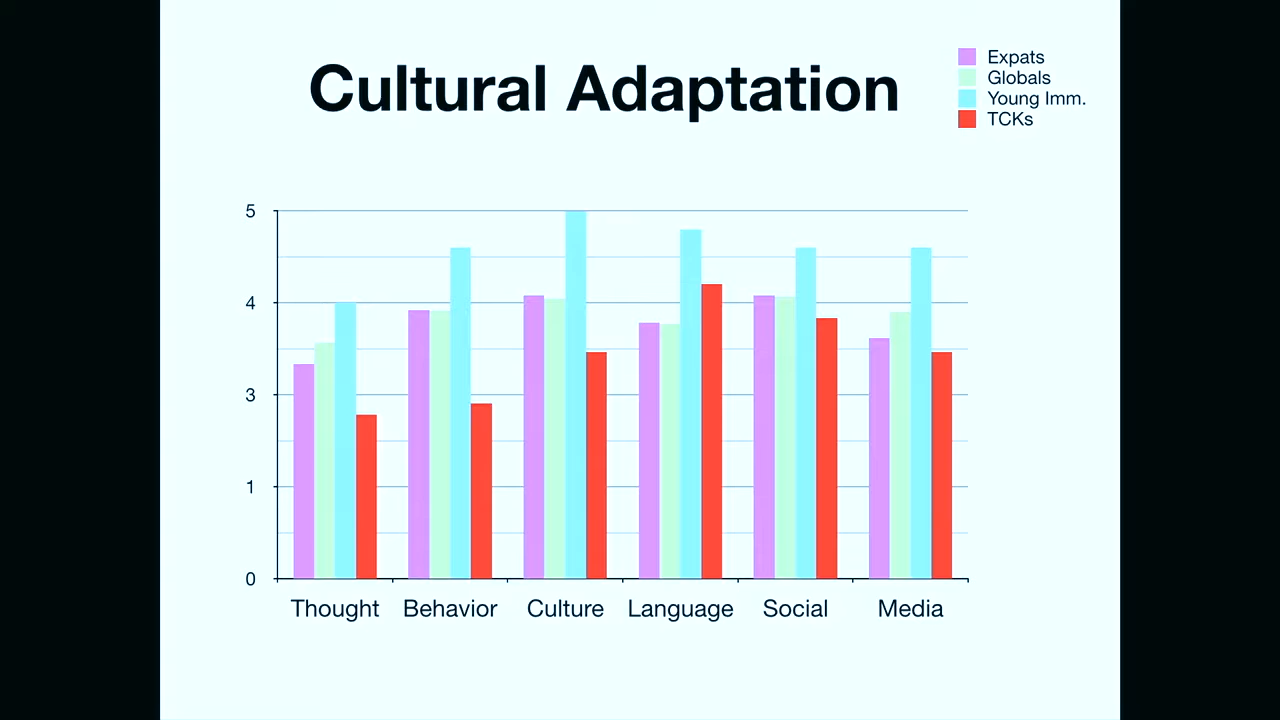 Cultural Adaptation
Expats
Globals
Young Imm.
TCKs
5
4
3
1
0
Thought Behavior Culture Language Social Media